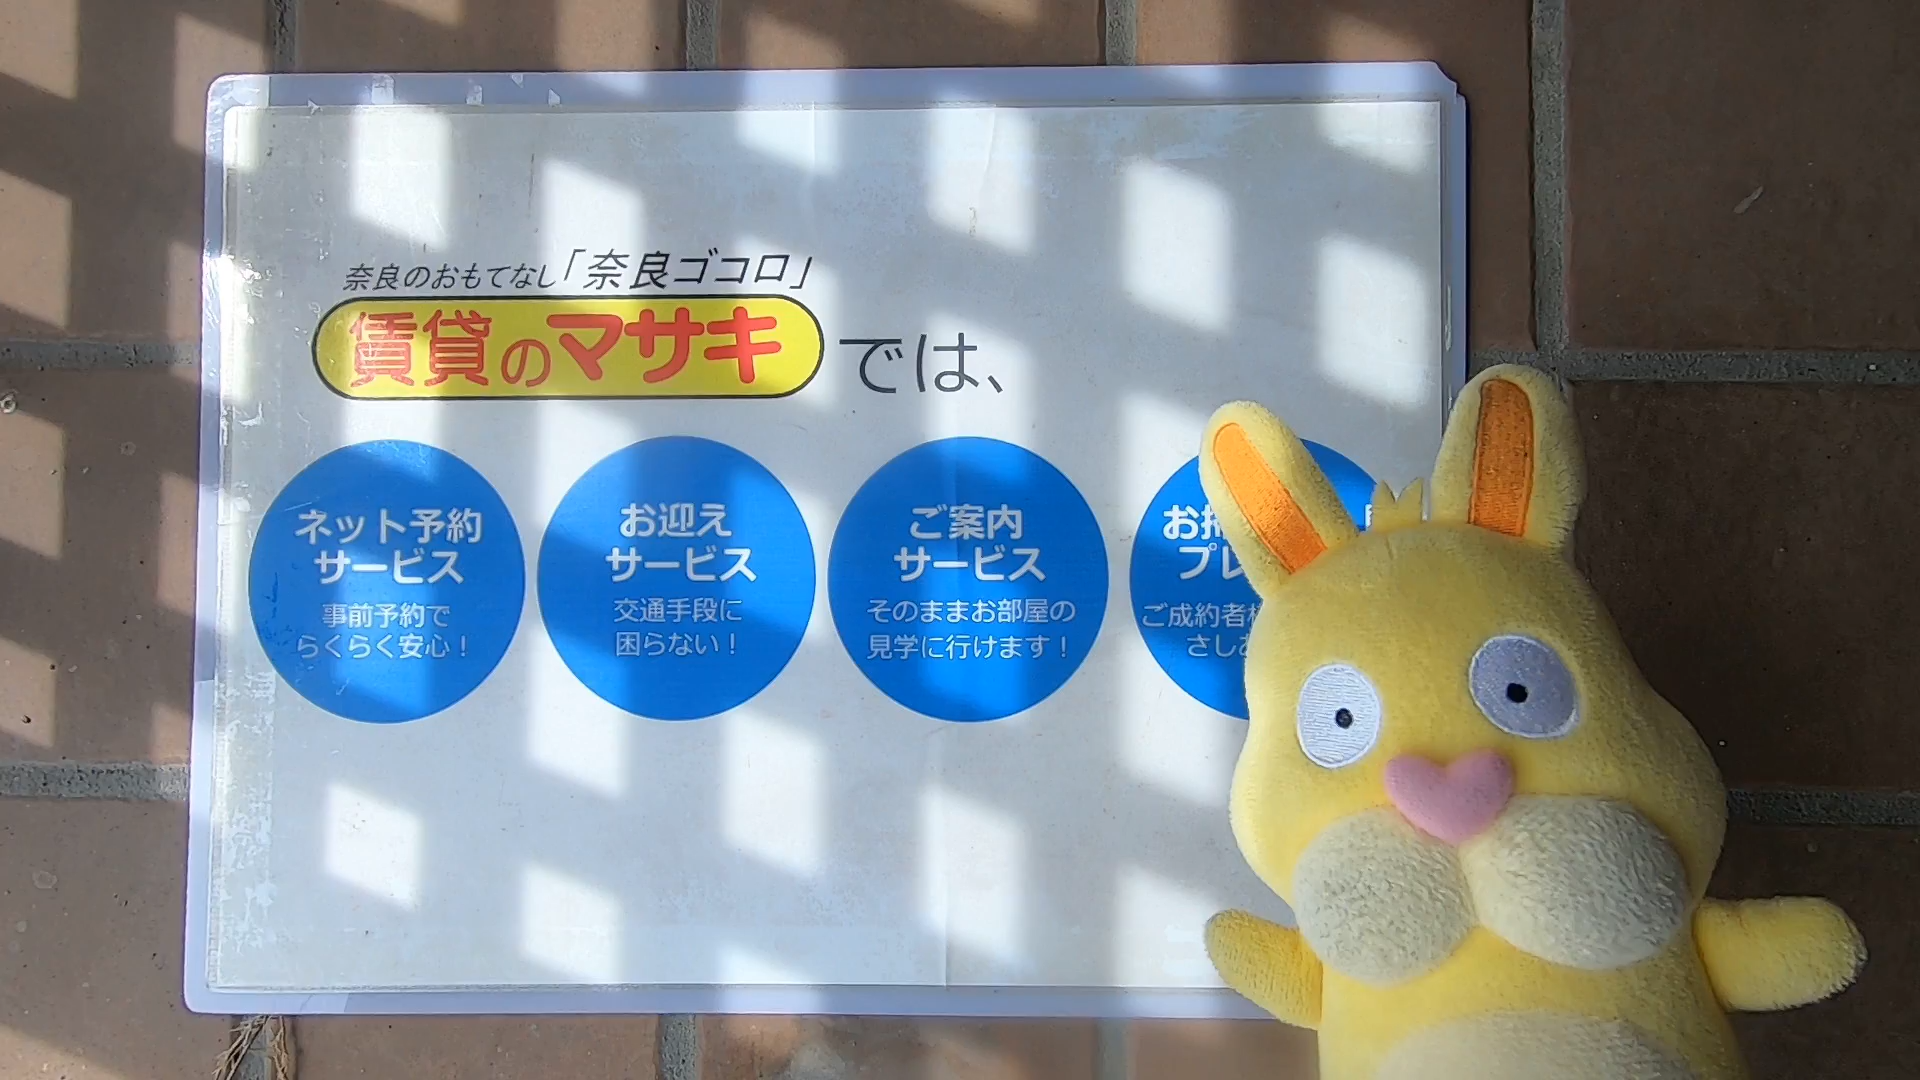 奈良のおもてなし「奈良ゴコロ」
賃貸のマサキでは、
ネット予約
サービス
事前予約で
らくらく安心！
お迎え
サービス
交通手段に
困らない！
ご案内
サービス
そのままお部屋の
見学に行けます！
お掃
プレ
ご成約者様
さしあ